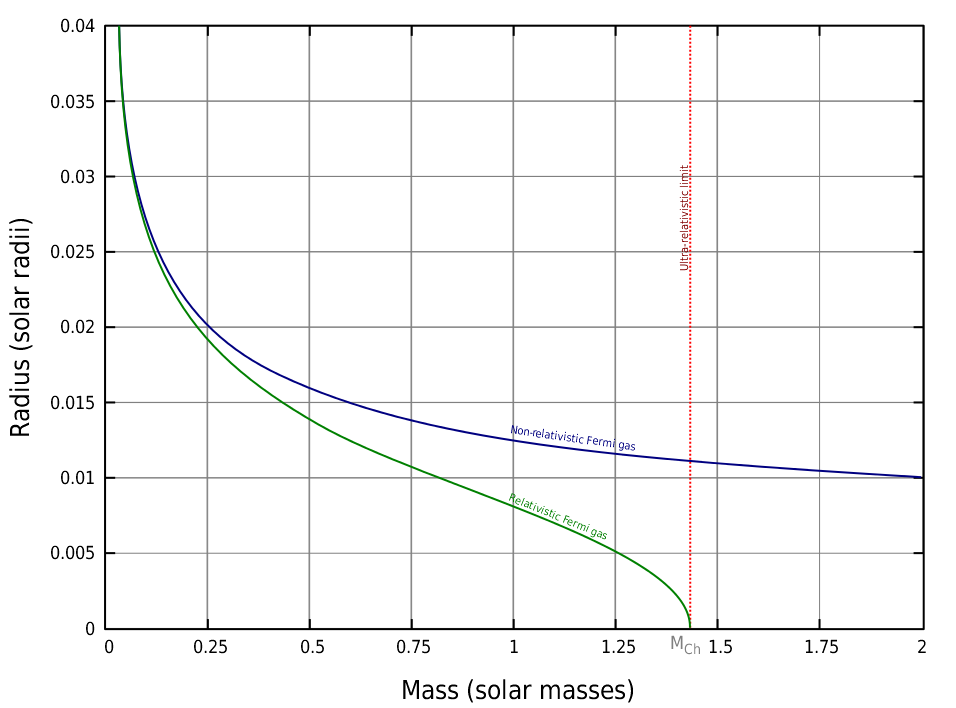 0.04
0.035
0.03
0.025
0.02
0.015
0.01
0.005
0
Radius (solar radii)
Ultra-relativistic limit
Non-relativistic Fermi gas
Relativistic Fermi gas
0 0.25 0.5 0.75 1 1.25 MCh 1.5 1.75 2
Mass (solar masses)